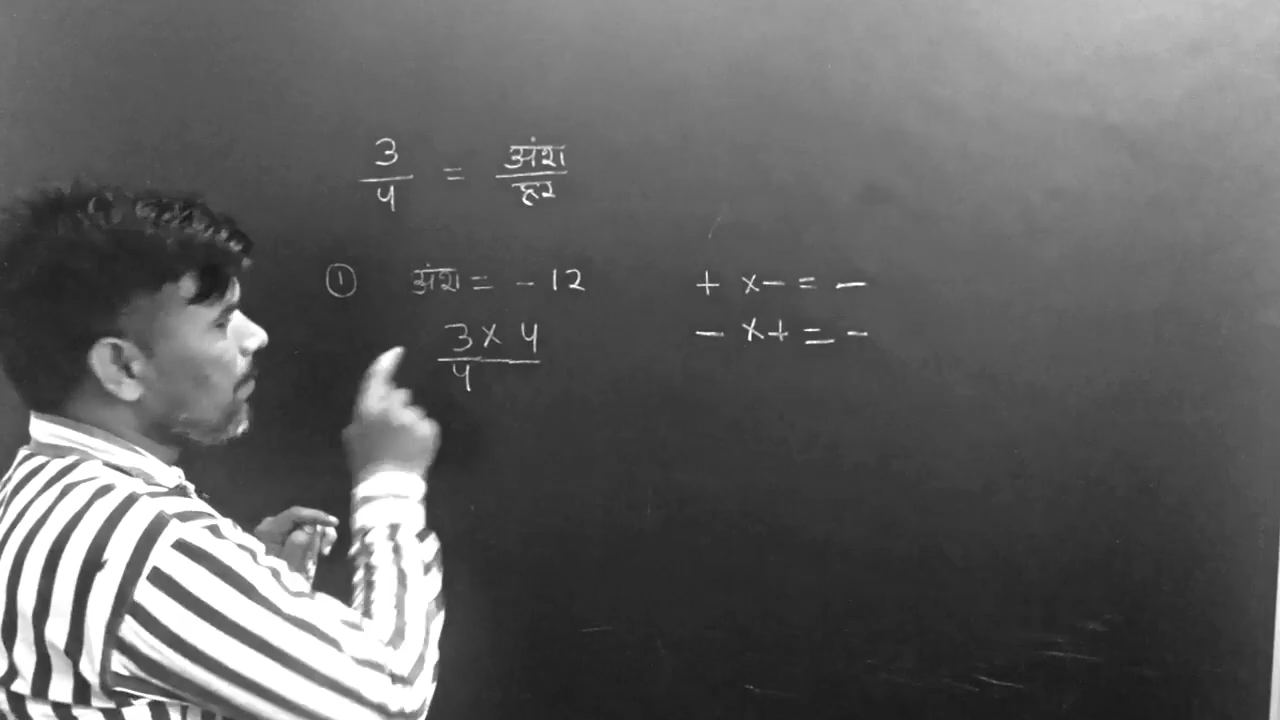 3/4 = अंश/हर
① अंश = - 12
+ x - = -
3 x 4
4
- x + = -